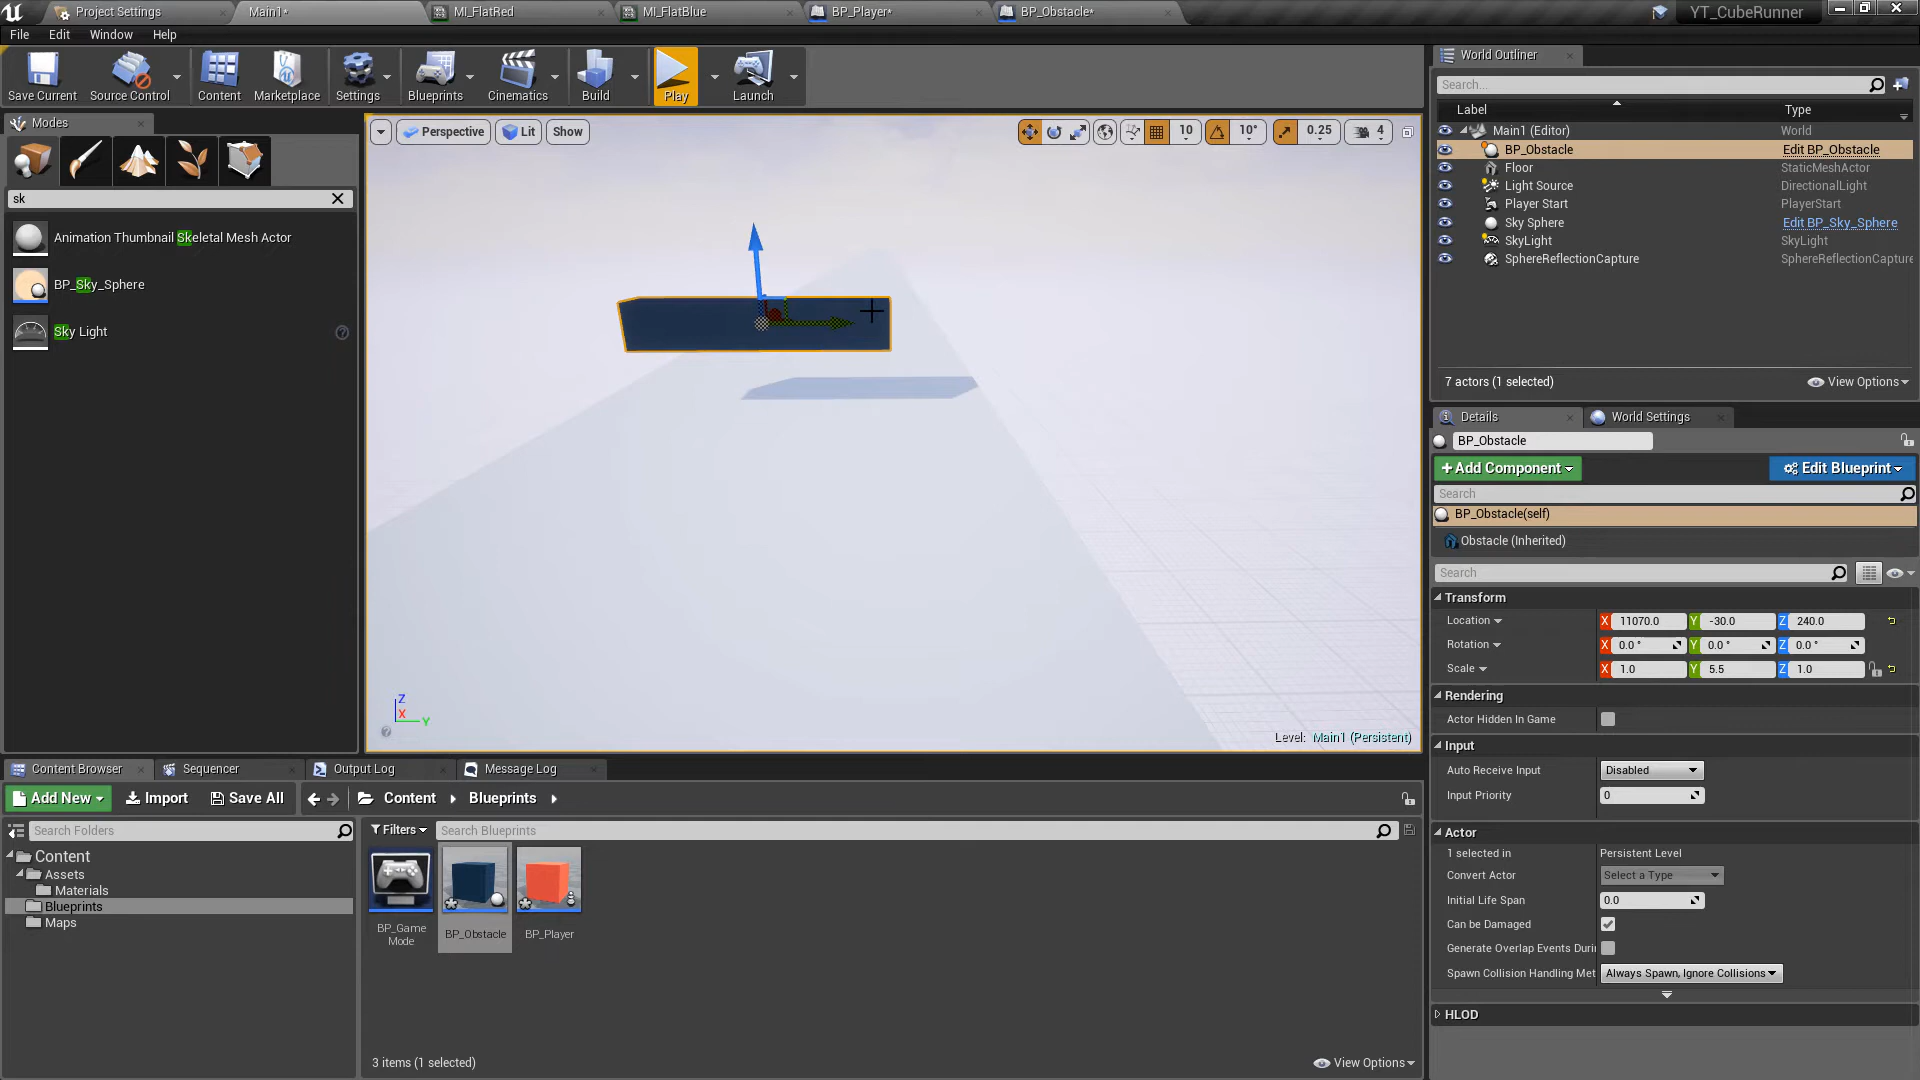 Project Settings
Main1*
MI_FlatRed
MI_FlatBlue
BP_Player*
BP_Obstacle*
YT_CubeRunner
File
Edit
Window
Help
Save Current
Source Control
Content
Marketplace
Settings
Blueprints
Cinematics
Build
Play
Launch
Modes
sk
Animation Thumbnail Skeletal Mesh Actor
BP_Sky_Sphere
Sky Light
Perspective
Lit
Show
10
10°
0.25
4
Z
X
Y
Level: Main1 (Persistent)
World Outliner
Search...
Label
Type
Main1 (Editor)
World
BP_Obstacle
Edit BP_Obstacle
Floor
StaticMeshActor
Light Source
DirectionalLight
Player Start
PlayerStart
Sky Sphere
Edit BP_Sky_Sphere
SkyLight
SkyLight
SphereReflectionCapture
SphereReflectionCapture
7 actors (1 selected)
View Options
Details
World Settings
BP_Obstacle
+Add Component
Edit Blueprint
Search
BP_Obstacle(self)
Obstacle (Inherited)
Search
Transform
Location
X 11070.0 Y -30.0 Z 240.0
Rotation
X 0.0 ° Y 0.0 ° Z 0.0 °
Scale
X 1.0 Y 5.5 Z 1.0
Rendering
Actor Hidden In Game
Input
Auto Receive Input
Disabled
Input Priority
0
Actor
1 selected in
Persistent Level
Convert Actor
Select a Type
Initial Life Span
0.0
Can be Damaged
Generate Overlap Events Duri
Spawn Collision Handling Met
Always Spawn, Ignore Collisions
HLOD
Content Browser
Sequencer
Output Log
Message Log
Add New
Import
Save All
Content
Blueprints
Search Folders
Filters
Search Blueprints
Content
Assets
Materials
Blueprints
Maps
BP_Game
Mode
BP_Obstacle
BP_Player
3 items (1 selected)
View Options